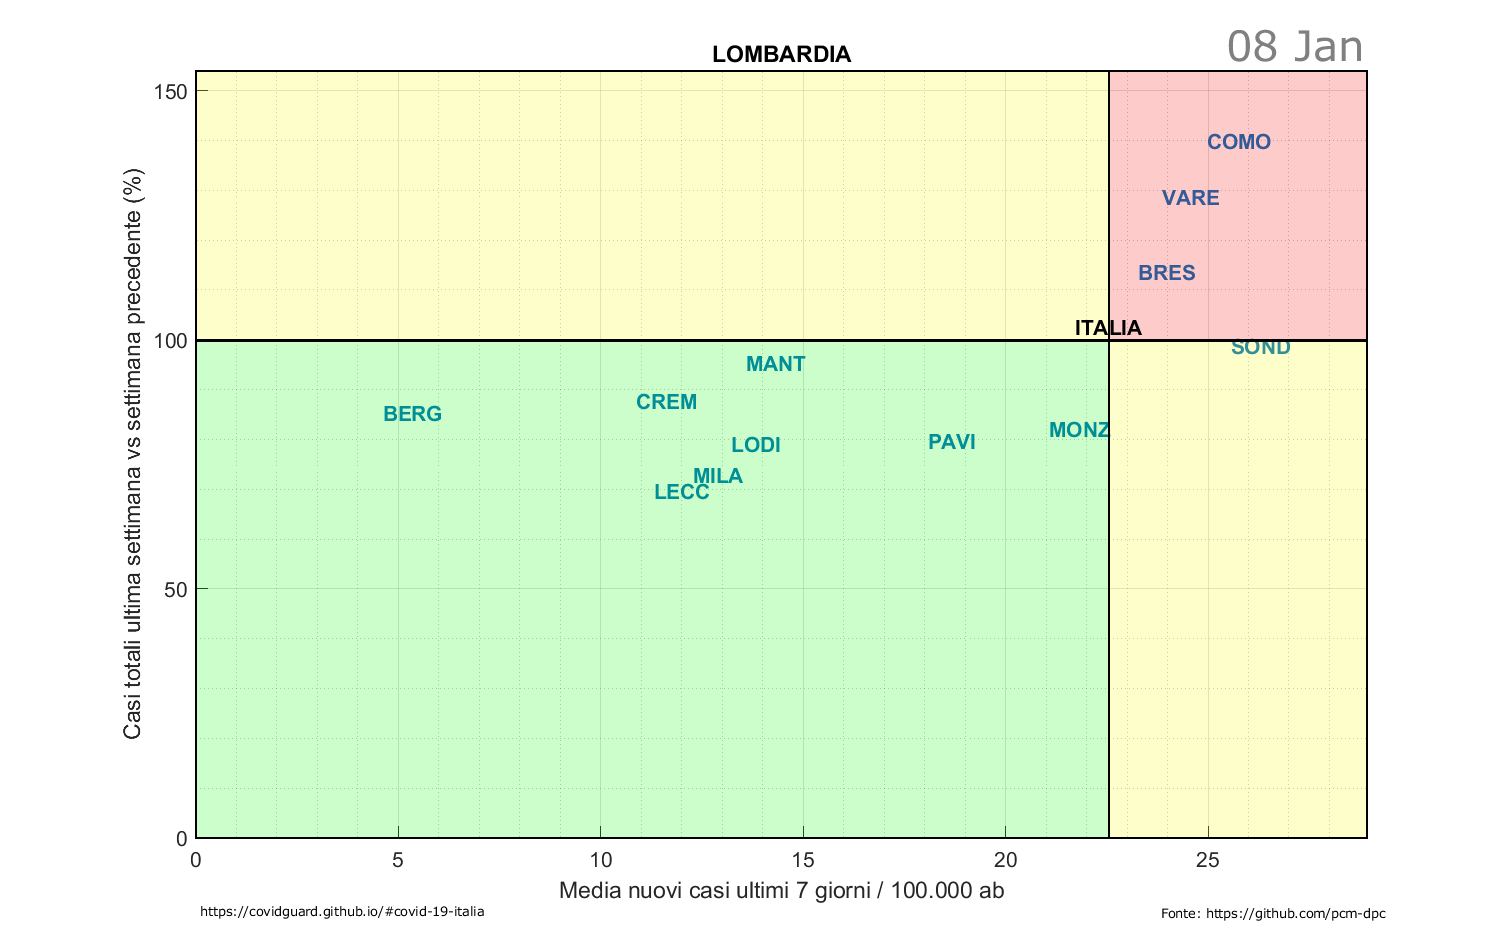 LOMBARDIA
08 Jan
Casi totali ultima settimana vs settimana precedente (%)
150
100
50
0
COMO
VARE
BRES
ITALIA
SOND
MANT
CREM
BERG
MONZ
PAVI
LODI
MILA
LECC
0 5 10 15 20 25
Media nuovi casi ultimi 7 giorni / 100.000 ab
https://covidguard.github.io/#covid-19-italia
Fonte: https://github.com/pcm-dpc